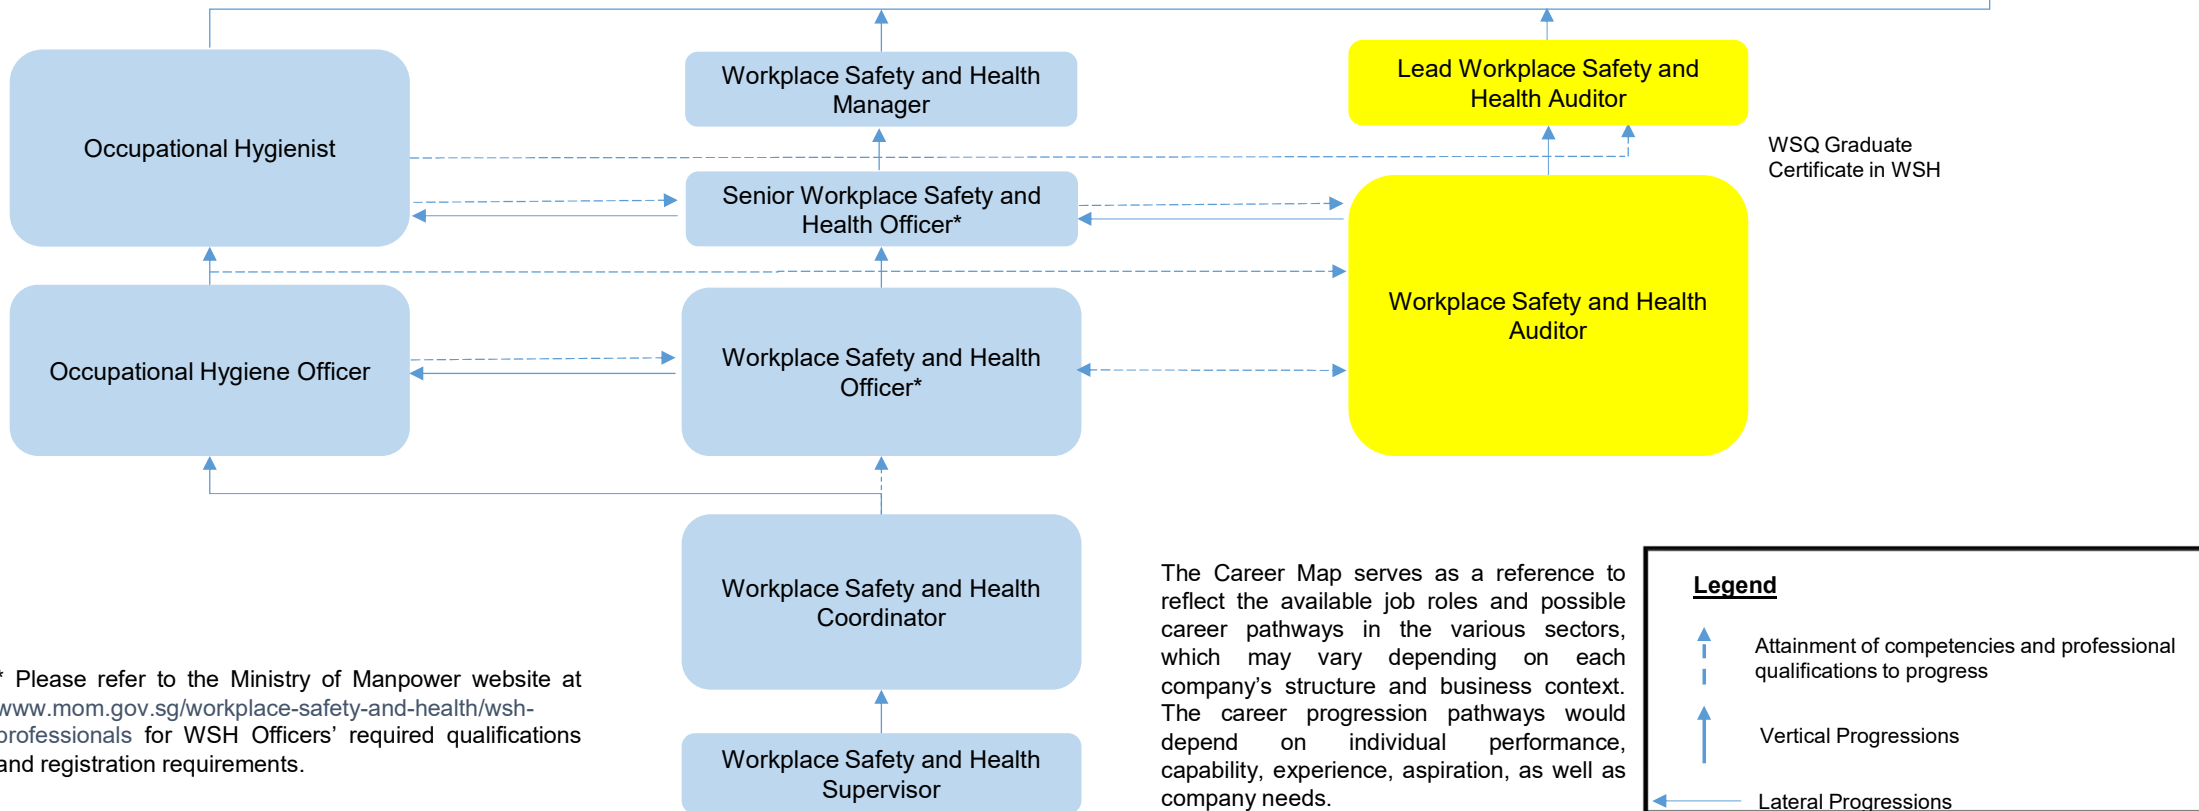 Workplace Safety and Health
Manager
Lead Workplace Safety and
Health Auditor
Occupational Hygienist
WSQ Graduate
Certificate in WSH
Senior Workplace Safety and
Health Officer*
Workplace Safety and Health
Auditor
Occupational Hygiene Officer
Workplace Safety and Health
Officer*
Workplace Safety and Health
Coordinator
Workplace Safety and Health
Supervisor
* Please refer to the Ministry of Manpower website at
www.mom.gov.sg/workplace-safety-and-health/wsh-
professionals for WSH Officers’ required qualifications
and registration requirements.
The Career Map serves as a reference to
reflect the available job roles and possible
career pathways in the various sectors,
which may vary depending on each
company’s structure and business context.
The career progression pathways would
depend on individual performance,
capability, experience, aspiration, as well as
company needs.
Legend
Attainment of competencies and professional
qualifications to progress
Vertical Progressions
Lateral Progressions